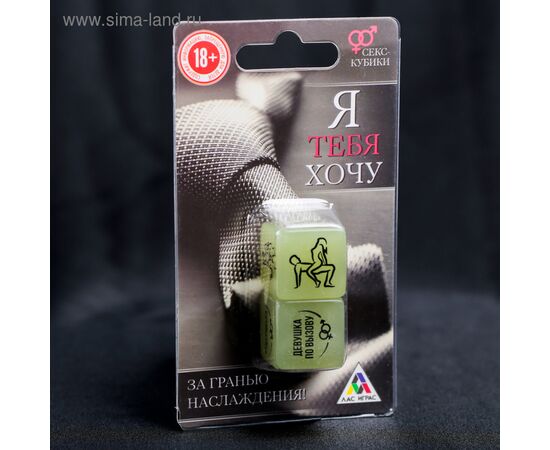 www.sima-land.ru
18+
СЕКС-
КУБИКИ
Я
ТЕБЯ
ХОЧУ
ДЕВУШКА
ПО ВЫЗОВУ
ЗА ГРАНЬЮ
НАСЛАЖДЕНИЯ!
ЛАС ИГРАС